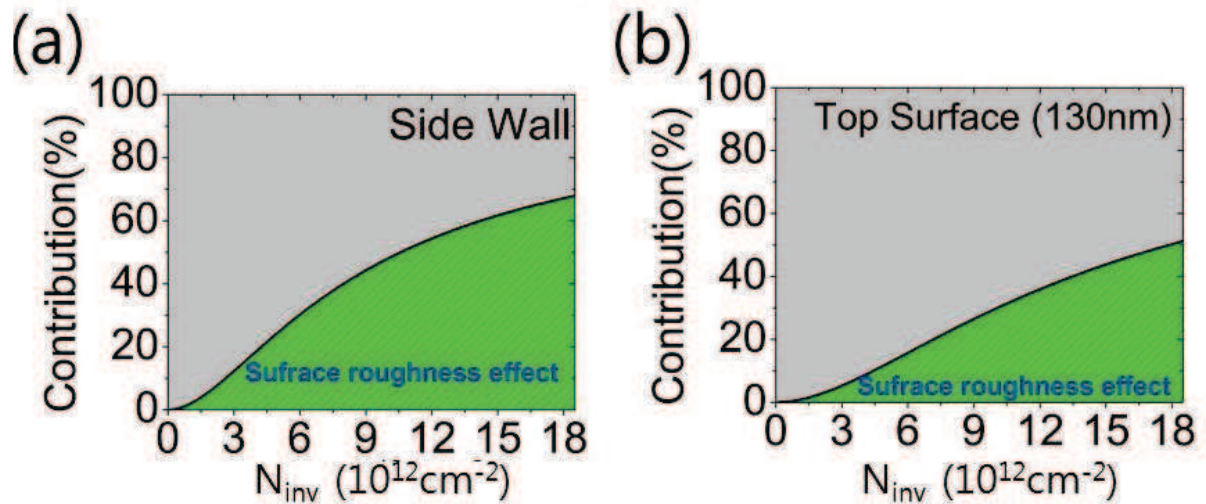 (a)
Contribution(%)
100
80
60
40
20
0
Side Wall
Sufrace roughness effect
0 3 6 9 12 15 18
N_inv (10^12cm^-2)
(b)
Contribution(%)
100
80
60
40
20
0
Top Surface (130nm)
Sufrace roughness effect
0 3 6 9 12 15 18
N_inv (10^12cm^-2)